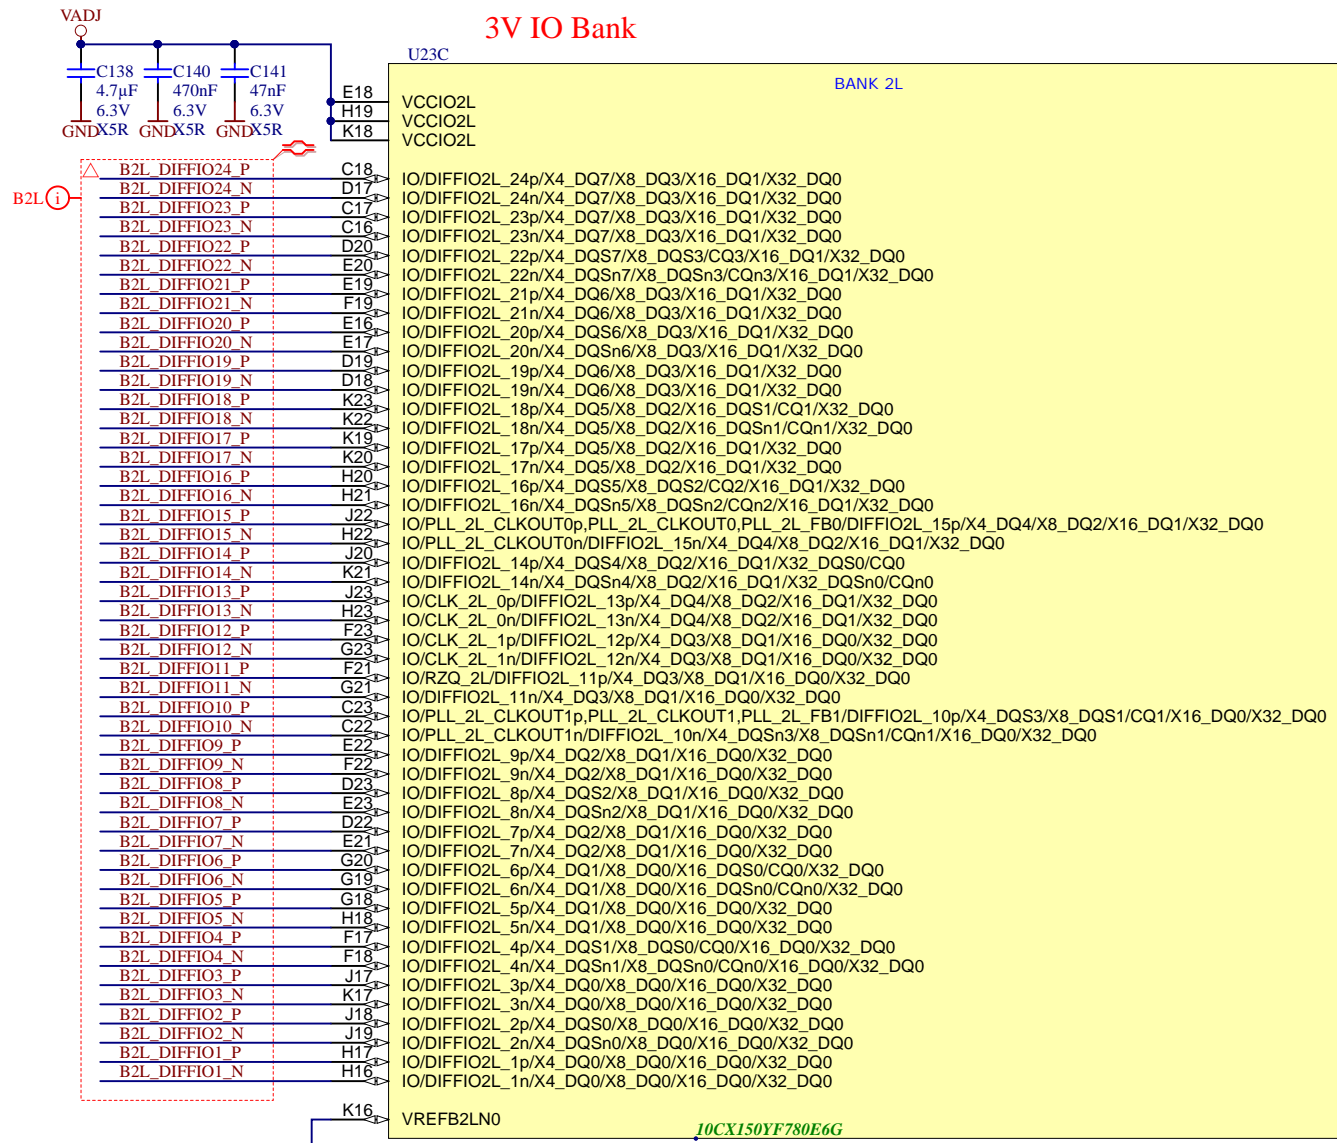 VADJ
3V IO Bank
U23C
BANK 2L
C138 C140 C141
4.7µF 470nF 47nF
6.3V 6.3V 6.3V
X5R X5R X5R
GND GND GND
E18 VCCIO2L
H19 VCCIO2L
K18 VCCIO2L
B2L i
B2L_DIFFIO24_P C18 IO/DIFFIO2L_24p/X4_DQ7/X8_DQ3/X16_DQ1/X32_DQ0
B2L_DIFFIO24_N D17 IO/DIFFIO2L_24n/X4_DQ7/X8_DQ3/X16_DQ1/X32_DQ0
B2L_DIFFIO23_P C17 IO/DIFFIO2L_23p/X4_DQ7/X8_DQ3/X16_DQ1/X32_DQ0
B2L_DIFFIO23_N C16 IO/DIFFIO2L_23n/X4_DQ7/X8_DQ3/X16_DQ1/X32_DQ0
B2L_DIFFIO22_P D20 IO/DIFFIO2L_22p/X4_DQS7/X8_DQS3/CQ3/X16_DQ1/X32_DQ0
B2L_DIFFIO22_N E20 IO/DIFFIO2L_22n/X4_DQSn7/X8_DQSn3/CQn3/X16_DQ1/X32_DQ0
B2L_DIFFIO21_P E19 IO/DIFFIO2L_21p/X4_DQ6/X8_DQ3/X16_DQ1/X32_DQ0
B2L_DIFFIO21_N F19 IO/DIFFIO2L_21n/X4_DQ6/X8_DQ3/X16_DQ1/X32_DQ0
B2L_DIFFIO20_P E16 IO/DIFFIO2L_20p/X4_DQS6/X8_DQ3/X16_DQ1/X32_DQ0
B2L_DIFFIO20_N E17 IO/DIFFIO2L_20n/X4_DQSn6/X8_DQ3/X16_DQ1/X32_DQ0
B2L_DIFFIO19_P D19 IO/DIFFIO2L_19p/X4_DQ6/X8_DQ3/X16_DQ1/X32_DQ0
B2L_DIFFIO19_N D18 IO/DIFFIO2L_19n/X4_DQ6/X8_DQ3/X16_DQ1/X32_DQ0
B2L_DIFFIO18_P K23 IO/DIFFIO2L_18p/X4_DQ5/X8_DQ2/X16_DQS1/CQ1/X32_DQ0
B2L_DIFFIO18_N K22 IO/DIFFIO2L_18n/X4_DQ5/X8_DQ2/X16_DQSn1/CQn1/X32_DQ0
B2L_DIFFIO17_P K19 IO/DIFFIO2L_17p/X4_DQ5/X8_DQ2/X16_DQ1/X32_DQ0
B2L_DIFFIO17_N K20 IO/DIFFIO2L_17n/X4_DQ5/X8_DQ2/X16_DQ1/X32_DQ0
B2L_DIFFIO16_P H20 IO/DIFFIO2L_16p/X4_DQS5/X8_DQS2/CQ2/X16_DQ1/X32_DQ0
B2L_DIFFIO16_N H21 IO/DIFFIO2L_16n/X4_DQSn5/X8_DQSn2/CQn2/X16_DQ1/X32_DQ0
B2L_DIFFIO15_P J22 IO/PLL_2L_CLKOUT0p,PLL_2L_CLKOUT0,PLL_2L_FB0/DIFFIO2L_15p/X4_DQ4/X8_DQ2/X16_DQ1/X32_DQ0
B2L_DIFFIO15_N H22 IO/PLL_2L_CLKOUT0n/DIFFIO2L_15n/X4_DQ4/X8_DQ2/X16_DQ1/X32_DQ0
B2L_DIFFIO14_P J20 IO/DIFFIO2L_14p/X4_DQS4/X8_DQ2/X16_DQ1/X32_DQS0/CQ0
B2L_DIFFIO14_N K21 IO/DIFFIO2L_14n/X4_DQSn4/X8_DQ2/X16_DQ1/X32_DQSn0/CQn0
B2L_DIFFIO13_P J23 IO/CLK_2L_0p/DIFFIO2L_13p/X4_DQ4/X8_DQ2/X16_DQ1/X32_DQ0
B2L_DIFFIO13_N H23 IO/CLK_2L_0n/DIFFIO2L_13n/X4_DQ4/X8_DQ2/X16_DQ1/X32_DQ0
B2L_DIFFIO12_P F23 IO/CLK_2L_1p/DIFFIO2L_12p/X4_DQ3/X8_DQ1/X16_DQ0/X32_DQ0
B2L_DIFFIO12_N G23 IO/CLK_2L_1n/DIFFIO2L_12n/X4_DQ3/X8_DQ1/X16_DQ0/X32_DQ0
B2L_DIFFIO11_P F21 IO/RZQ_2L/DIFFIO2L_11p/X4_DQ3/X8_DQ1/X16_DQ0/X32_DQ0
B2L_DIFFIO11_N G21 IO/DIFFIO2L_11n/X4_DQ3/X8_DQ1/X16_DQ0/X32_DQ0
B2L_DIFFIO10_P C23 IO/PLL_2L_CLKOUT1p,PLL_2L_CLKOUT1,PLL_2L_FB1/DIFFIO2L_10p/X4_DQS3/X8_DQS1/CQ1/X16_DQ0/X32_DQ0
B2L_DIFFIO10_N C22 IO/PLL_2L_CLKOUT1n/DIFFIO2L_10n/X4_DQSn3/X8_DQSn1/CQn1/X16_DQ0/X32_DQ0
B2L_DIFFIO9_P E22 IO/DIFFIO2L_9p/X4_DQ2/X8_DQ1/X16_DQ0/X32_DQ0
B2L_DIFFIO9_N F22 IO/DIFFIO2L_9n/X4_DQ2/X8_DQ1/X16_DQ0/X32_DQ0
B2L_DIFFIO8_P D23 IO/DIFFIO2L_8p/X4_DQS2/X8_DQ1/X16_DQ0/X32_DQ0
B2L_DIFFIO8_N E23 IO/DIFFIO2L_8n/X4_DQSn2/X8_DQ1/X16_DQ0/X32_DQ0
B2L_DIFFIO7_P D22 IO/DIFFIO2L_7p/X4_DQ2/X8_DQ1/X16_DQ0/X32_DQ0
B2L_DIFFIO7_N E21 IO/DIFFIO2L_7n/X4_DQ2/X8_DQ1/X16_DQ0/X32_DQ0
B2L_DIFFIO6_P G20 IO/DIFFIO2L_6p/X4_DQ1/X8_DQ0/X16_DQS0/CQ0/X32_DQ0
B2L_DIFFIO6_N G19 IO/DIFFIO2L_6n/X4_DQ1/X8_DQ0/X16_DQSn0/CQn0/X32_DQ0
B2L_DIFFIO5_P G18 IO/DIFFIO2L_5p/X4_DQ1/X8_DQ0/X16_DQ0/X32_DQ0
B2L_DIFFIO5_N H18 IO/DIFFIO2L_5n/X4_DQ1/X8_DQ0/X16_DQ0/X32_DQ0
B2L_DIFFIO4_P F17 IO/DIFFIO2L_4p/X4_DQS1/X8_DQS0/CQ0/X16_DQ0/X32_DQ0
B2L_DIFFIO4_N F18 IO/DIFFIO2L_4n/X4_DQSn1/X8_DQSn0/CQn0/X16_DQ0/X32_DQ0
B2L_DIFFIO3_P J17 IO/DIFFIO2L_3p/X4_DQ0/X8_DQ0/X16_DQ0/X32_DQ0
B2L_DIFFIO3_N K17 IO/DIFFIO2L_3n/X4_DQ0/X8_DQ0/X16_DQ0/X32_DQ0
B2L_DIFFIO2_P J18 IO/DIFFIO2L_2p/X4_DQS0/X8_DQ0/X16_DQ0/X32_DQ0
B2L_DIFFIO2_N J19 IO/DIFFIO2L_2n/X4_DQSn0/X8_DQ0/X16_DQ0/X32_DQ0
B2L_DIFFIO1_P H17 IO/DIFFIO2L_1p/X4_DQ0/X8_DQ0/X16_DQ0/X32_DQ0
B2L_DIFFIO1_N H16 IO/DIFFIO2L_1n/X4_DQ0/X8_DQ0/X16_DQ0/X32_DQ0
K16 VREFB2LN0
10CX150YF780E6G